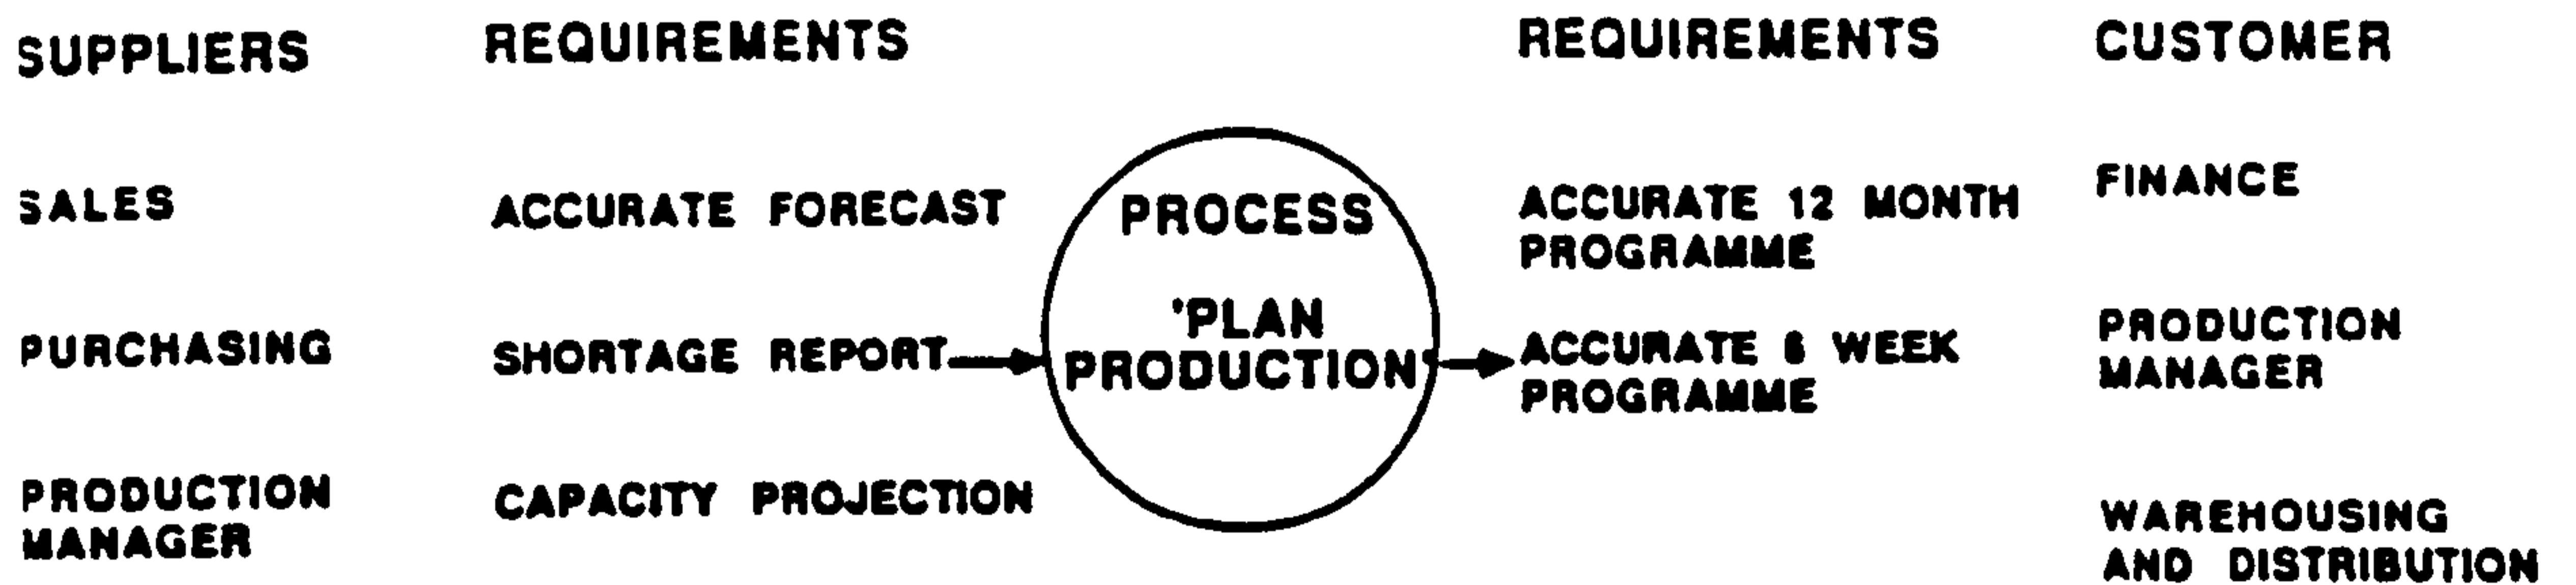 SUPPLIERS
REQUIREMENTS
REQUIREMENTS
CUSTOMER
SALES
ACCURATE FORECAST
PROCESS
ACCURATE 12 MONTH
PROGRAMME
FINANCE
PURCHASING
SHORTAGE REPORT
'PLAN
PRODUCTION'
ACCURATE WEEK
PROGRAMME
PRODUCTION
MANAGER
PRODUCTION
MANAGER
CAPACITY PROJECTION
WAREHOUSING
AND DISTRIBUTION